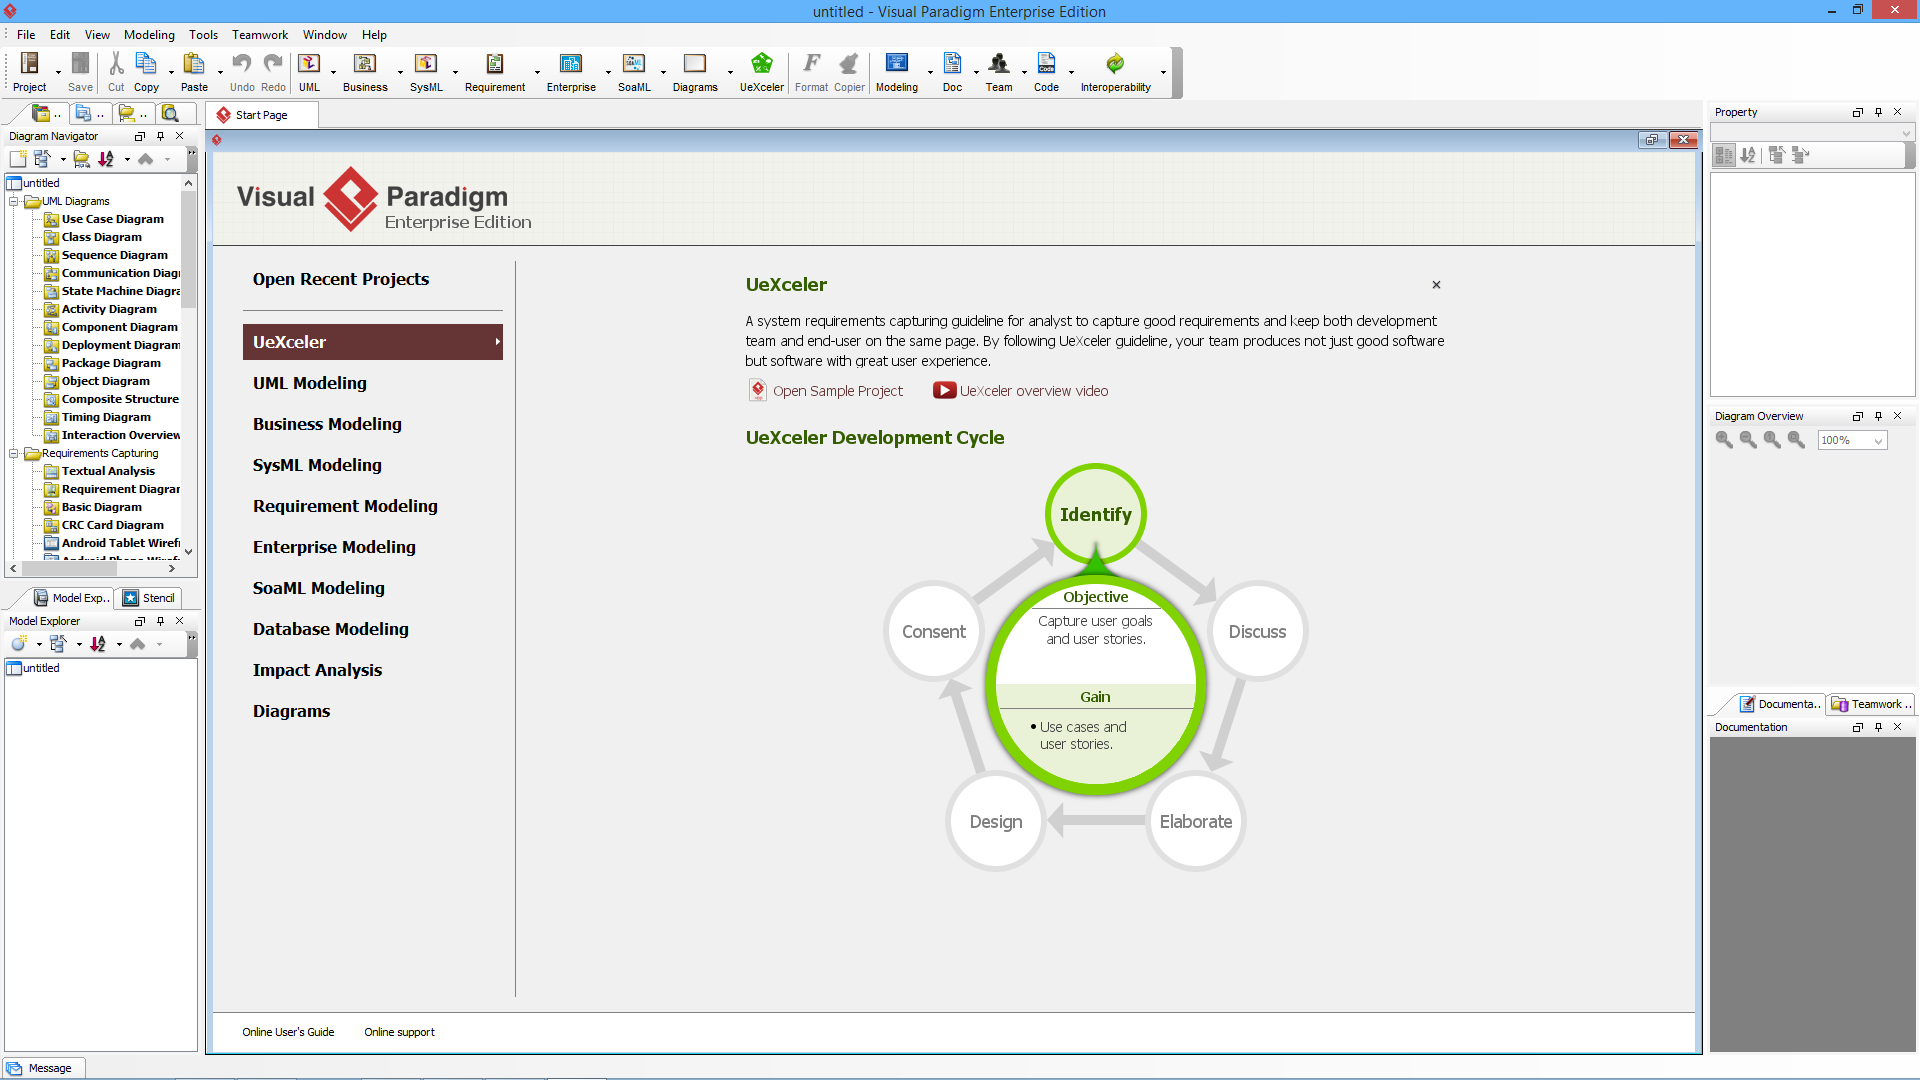 untitled - Visual Paradigm Enterprise Edition
File Edit View Modeling Tools Teamwork Window Help
Project Save Cut Copy Paste Undo Redo UML Business SysML Requirement Enterprise SoaML Diagrams UeXceler Format Copier Modeling Doc Team Code Interoperability
.. .. ..
Start Page
Diagram Navigator
untitled
UML Diagrams
Use Case Diagram
Class Diagram
Sequence Diagram
Communication Diagr
State Machine Diagra
Activity Diagram
Component Diagram
Deployment Diagram
Package Diagram
Object Diagram
Composite Structure
Timing Diagram
Interaction Overview
Requirements Capturing
Textual Analysis
Requirement Diagrar
Basic Diagram
CRC Card Diagram
Android Tablet Wirefr
Model Exp.. Stencil
Model Explorer
untitled
Message
Visual Paradigm
Enterprise Edition
Open Recent Projects
UeXceler
UML Modeling
Business Modeling
SysML Modeling
Requirement Modeling
Enterprise Modeling
SoaML Modeling
Database Modeling
Impact Analysis
Diagrams
UeXceler
A system requirements capturing guideline for analyst to capture good requirements and keep both development
team and end-user on the same page. By following UeXceler guideline, your team produces not just good software
but software with great user experience.
Open Sample Project UeXceler overview video
UeXceler Development Cycle
Identify
Discuss
Elaborate
Design
Consent
Objective
Capture user goals
and user stories.
Gain
• Use cases and
user stories.
Online User's Guide Online support
Property
Diagram Overview
100%
Documenta.. Teamwork ..
Documentation